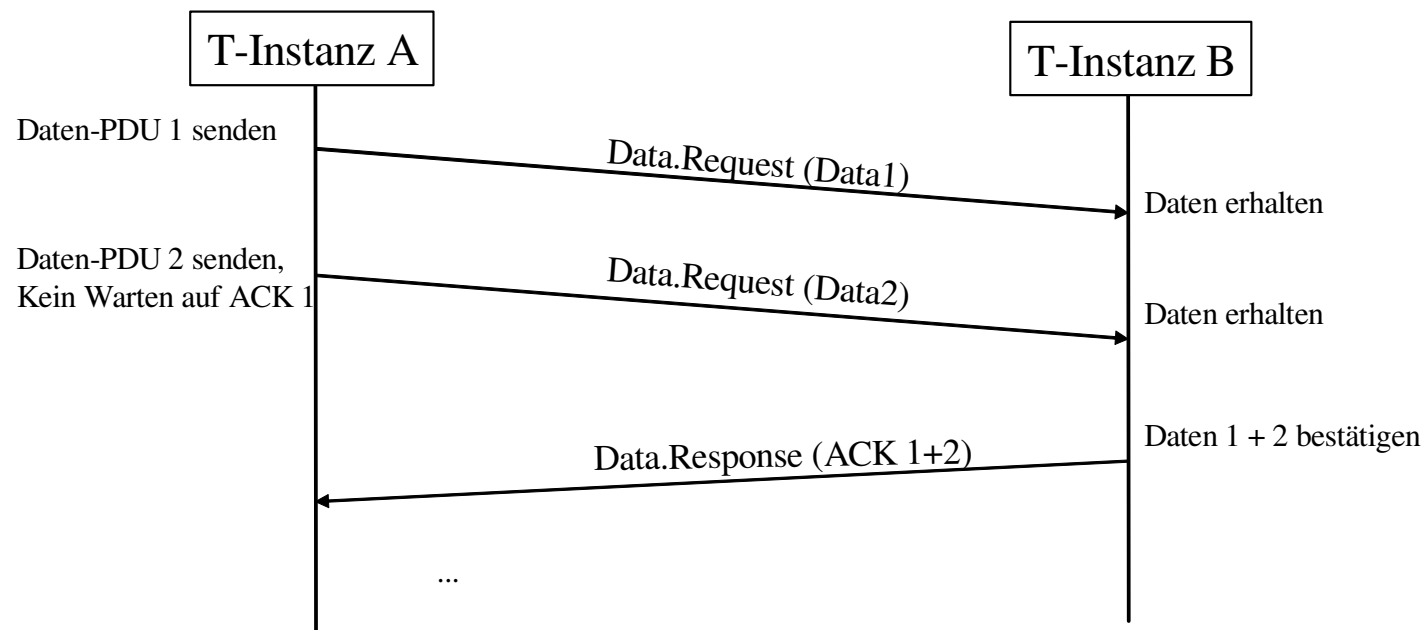 T-Instanz A
T-Instanz B
Daten-PDU 1 senden
Data.Request (Data1)
Daten erhalten
Daten-PDU 2 senden,
Kein Warten auf ACK 1
Data.Request (Data2)
Daten erhalten
Daten 1 + 2 bestätigen
Data.Response (ACK 1+2)
...